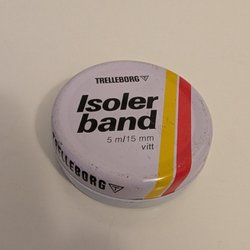 TRELLEBORG
Isoler
band
5 m/15 mm
vitt
TRELLEBORG